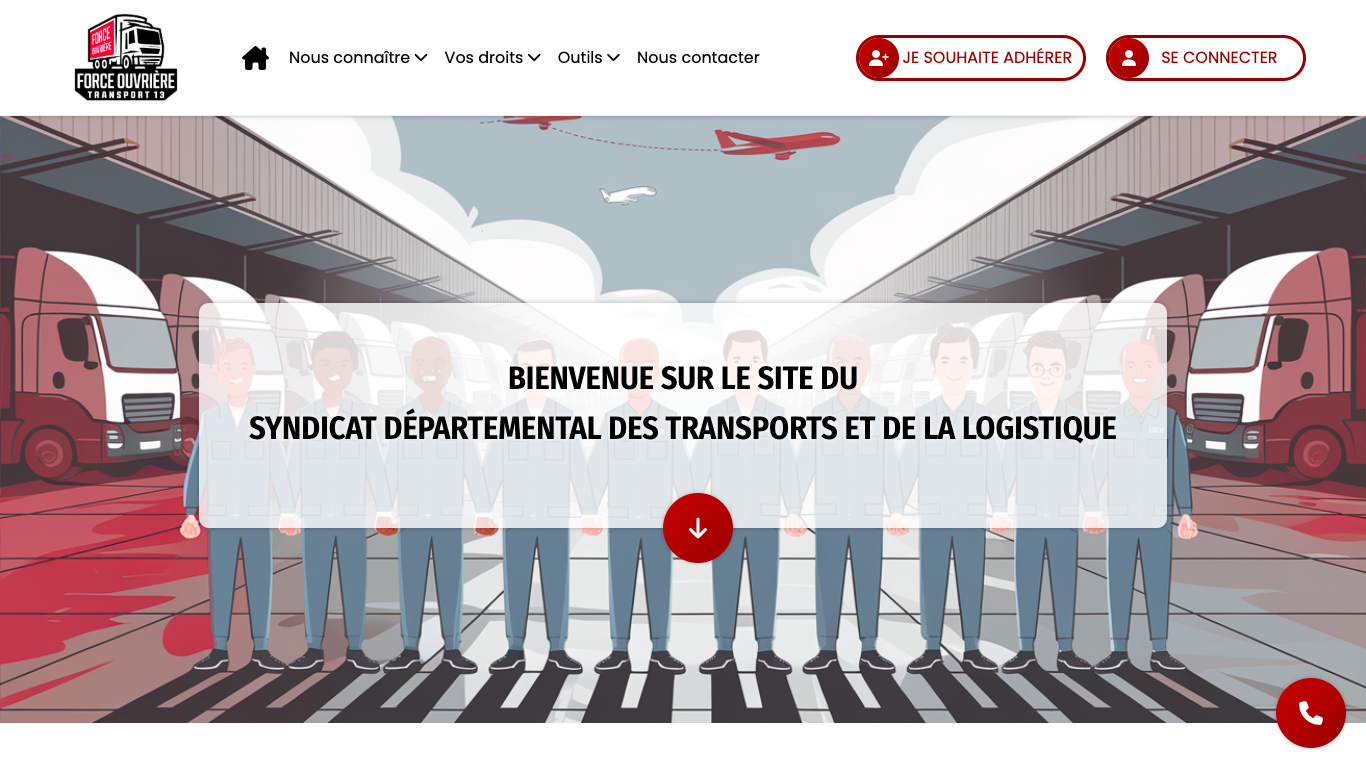 FORCE
OUVRIÈRE
FORCE OUVRIÈRE
TRANSPORT 13
Nous connaître
Vos droits
Outils
Nous contacter
JE SOUHAITE ADHÉRER
SE CONNECTER
BIENVENUE SUR LE SITE DU
SYNDICAT DÉPARTEMENTAL DES TRANSPORTS ET DE LA LOGISTIQUE